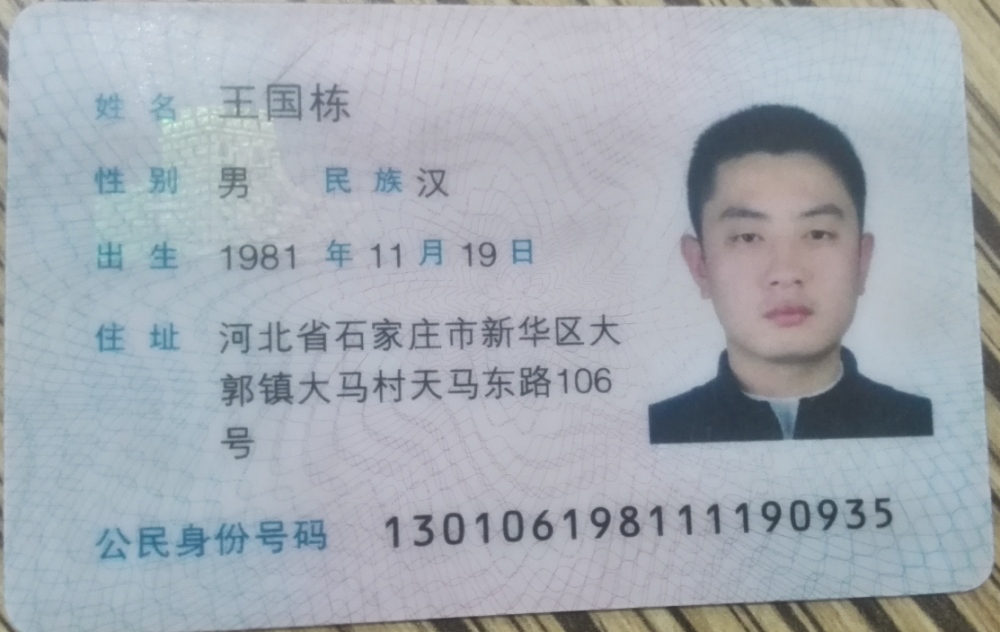 姓名 王国栋
性别 男 民族 汉
出生 1981 年 11 月 19 日
住址 河北省石家庄市新华区大
郭镇大马村天马东路106
号
公民身份号码 130106198111190935